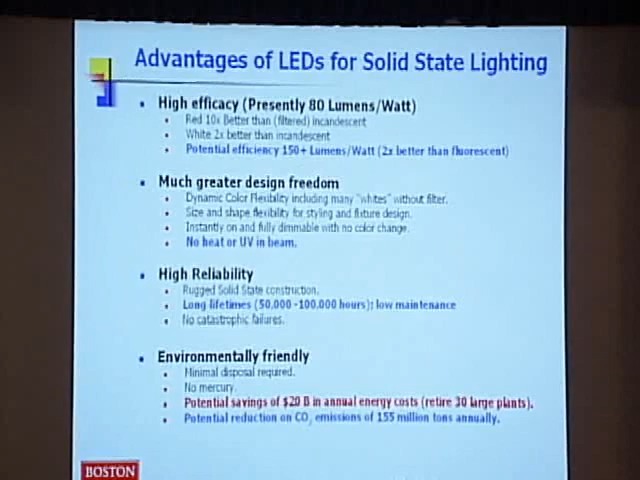 Advantages of LEDs for Solid State Lighting
High efficacy (Presently 80 Lumens/Watt)
Red 10x Better than (filtered) incandescent
White 2x better than incandescent
Potential efficiency 150+ Lumens/Watt (2x better than fluorescent)
Much greater design freedom
Dynamic Color Flexibility including many "whites" without filter.
Size and shape flexibility for styling and fixture design.
Instantly on and fully dimmable with no color change.
No heat or UV in beam.
High Reliability
Rugged Solid State construction.
Long lifetimes (50,000 -100,000 hours); low maintenance
No catastrophic failures.
Environmentally friendly
Minimal disposal required.
No mercury.
Potential savings of $20 B in annual energy costs (retire 30 large plants).
Potential reduction on CO₂ emissions of 155 million tons annually.
BOSTON